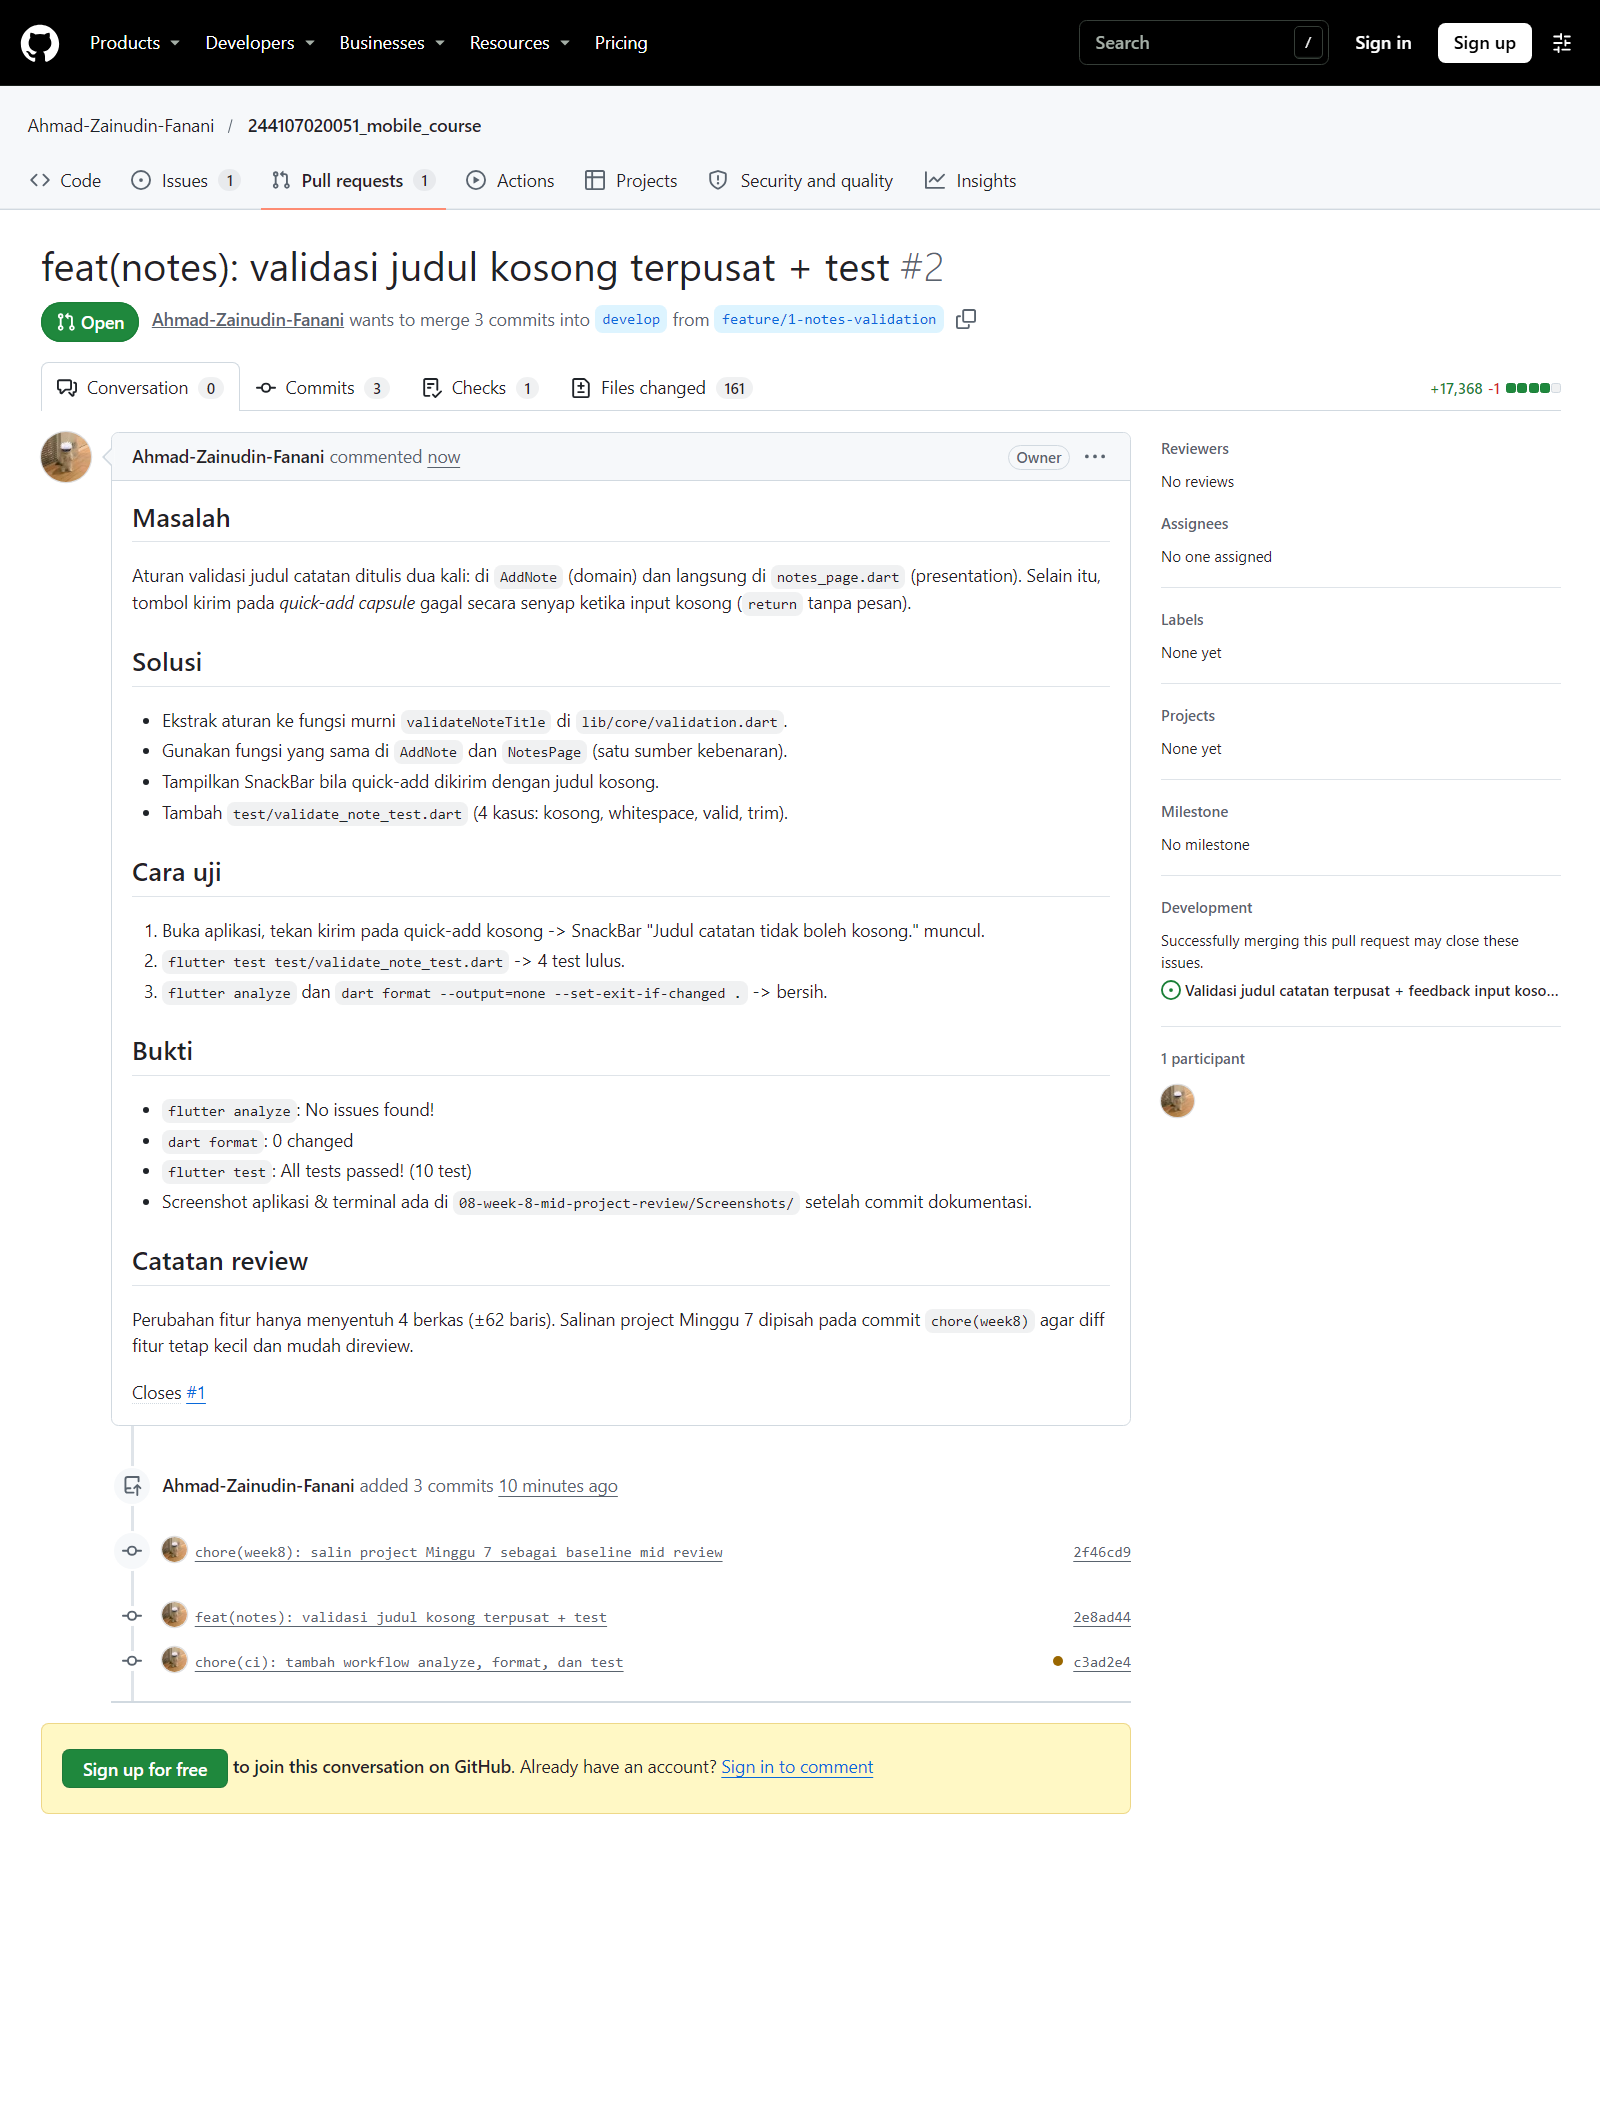 Products Developers Businesses Resources Pricing Search / Sign in Sign up
Ahmad-Zainudin-Fanani / 244107020051_mobile_course
Code Issues 1 Pull requests 1 Actions Projects Security and quality Insights
feat(notes): validasi judul kosong terpusat + test #2
Open Ahmad-Zainudin-Fanani wants to merge 3 commits into develop from feature/1-notes-validation
Conversation 0 Commits 3 Checks 1 Files changed 161 +17,368 -1
Ahmad-Zainudin-Fanani commented now Owner
Masalah
Aturan validasi judul catatan ditulis dua kali: di AddNote (domain) dan langsung di notes_page.dart (presentation). Selain itu,
tombol kirim pada quick-add capsule gagal secara senyap ketika input kosong (return tanpa pesan).
Solusi
• Ekstrak aturan ke fungsi murni validateNoteTitle di lib/core/validation.dart.
• Gunakan fungsi yang sama di AddNote dan NotesPage (satu sumber kebenaran).
• Tampilkan SnackBar bila quick-add dikirim dengan judul kosong.
• Tambah test/validate_note_test.dart (4 kasus: kosong, whitespace, valid, trim).
Cara uji
1. Buka aplikasi, tekan kirim pada quick-add kosong -> SnackBar "Judul catatan tidak boleh kosong." muncul.
2. flutter test test/validate_note_test.dart -> 4 test lulus.
3. flutter analyze dan dart format --output=none --set-exit-if-changed . -> bersih.
Bukti
• flutter analyze: No issues found!
• dart format: 0 changed
• flutter test: All tests passed! (10 test)
• Screenshot aplikasi & terminal ada di 08-week-8-mid-project-review/Screenshots/ setelah commit dokumentasi.
Catatan review
Perubahan fitur hanya menyentuh 4 berkas (±62 baris). Salinan project Minggu 7 dipisah pada commit chore(week8) agar diff
fitur tetap kecil dan mudah direview.
Closes #1
Ahmad-Zainudin-Fanani added 3 commits 10 minutes ago
chore(week8): salin project Minggu 7 sebagai baseline mid review 2f46cd9
feat(notes): validasi judul kosong terpusat + test 2e8ad44
chore(ci): tambah workflow analyze, format, dan test c3ad2e4
Sign up for free to join this conversation on GitHub. Already have an account? Sign in to comment
Reviewers
No reviews
Assignees
No one assigned
Labels
None yet
Projects
None yet
Milestone
No milestone
Development
Successfully merging this pull request may close these
issues.
Validasi judul catatan terpusat + feedback input koso...
1 participant